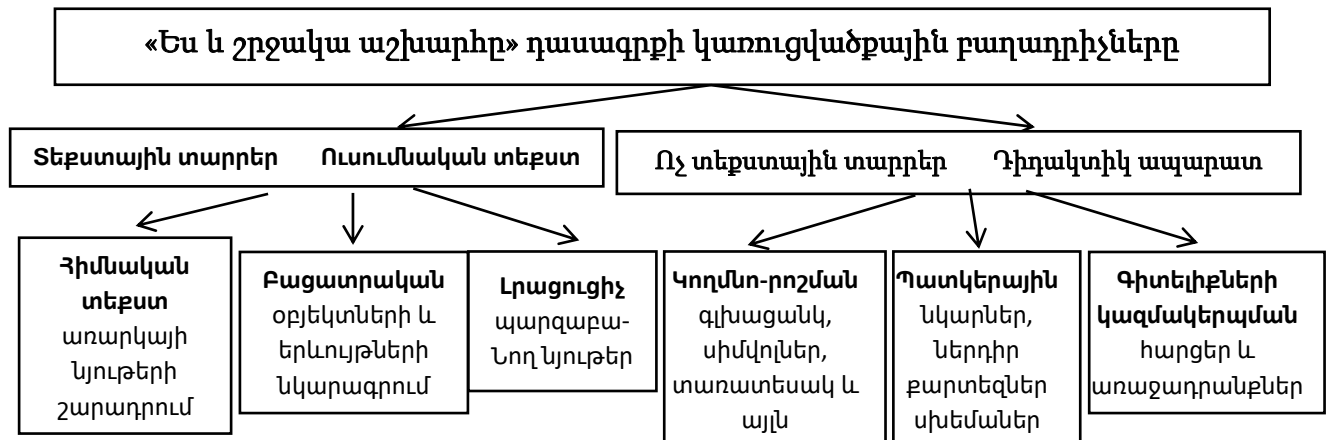 «Ես և շրջակա աշխարհը» դասագրքի կառուցվածքային բաղադրիչները
Տեքստային տարրեր Ուսումնական տեքստ
Ոչ տեքստային տարրեր Դիդակտիկ ապարատ
Հիմնական
տեքստ
առարկայի
նյութերի
շարադրում
Բացատրական
օբյեկտների և
երևույթների
նկարագրում
Լրացուցիչ
պարզաբա-
Նող նյութեր
Կողմնո-րոշման
գլխացանկ,
սիմվոլներ,
տառատեսակ և
այլն
Պատկերային
նկարներ,
ներդիր
քարտեզներ
սխեմաներ
Գիտելիքների
կազմակերպման
հարցեր և
առաջադրանքներ